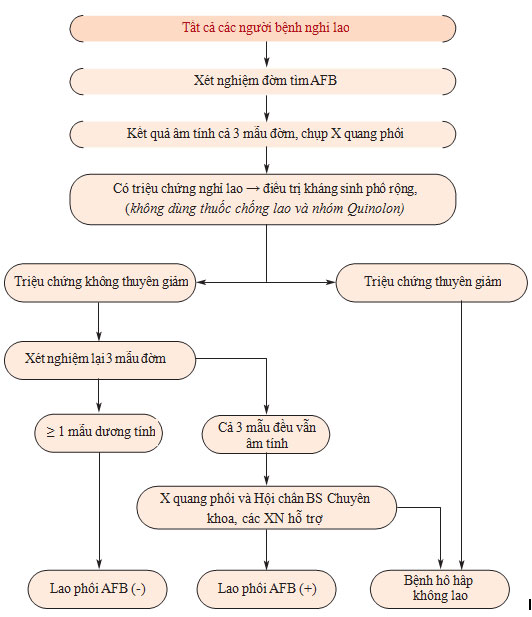 Tất cả các người bệnh nghi lao
Xét nghiệm đờm tìm AFB
Kết quả âm tính cả 3 mẫu đờm, chụp X quang phổi
Có triệu chứng nghi lao → điều trị kháng sinh phổ rộng,
(không dùng thuốc chống lao và nhóm Quinolon)
Triệu chứng không thuyên giảm
Triệu chứng thuyên giảm
Xét nghiệm lại 3 mẫu đờm
≥ 1 mẫu dương tính
Cả 3 mẫu đều vẫn
âm tính
X quang phổi và Hội chẩn BS Chuyên
khoa, các XN hỗ trợ
Lao phổi AFB (-)
Lao phổi AFB (+)
Bệnh hô hấp
không lao